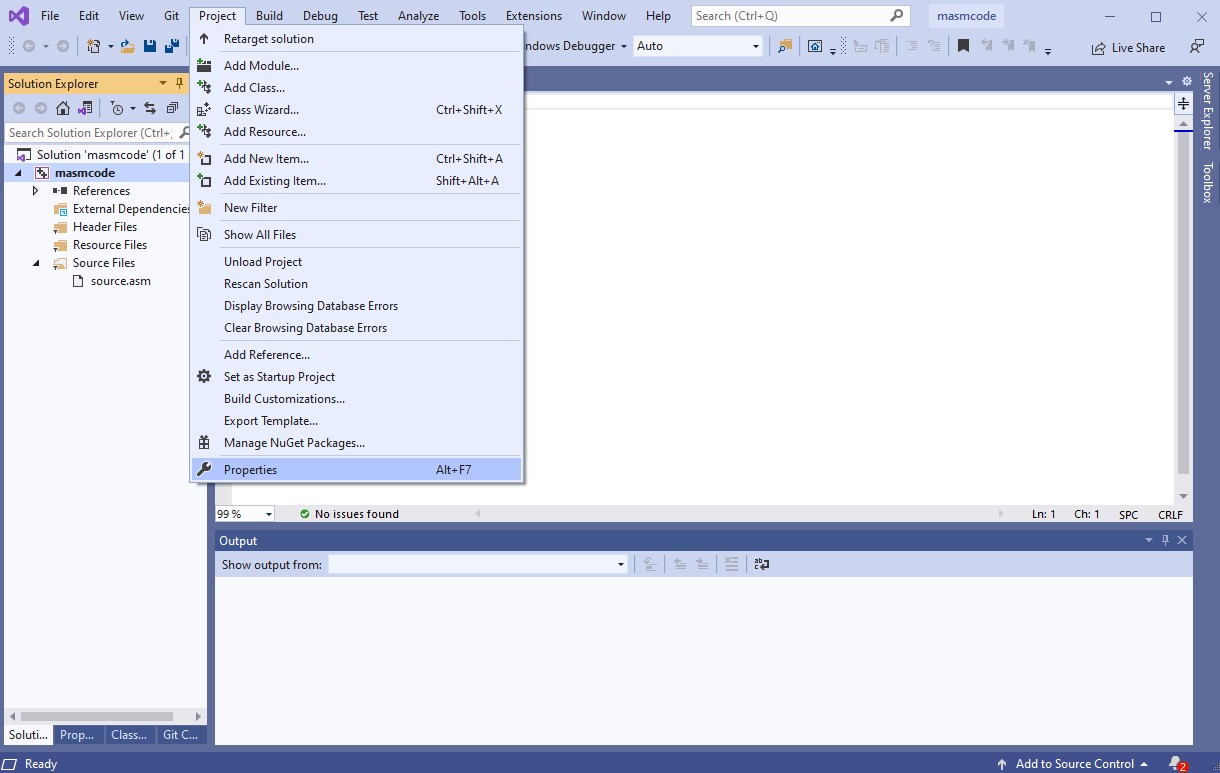 File Edit View Git Project Build Debug Test Analyze Tools Extensions Window Help Search (Ctrl+Q) masmcode
ndows Debugger Auto Live Share
Solution Explorer
Search Solution Explorer (Ctrl+;
Solution 'masmcode' (1 of 1
masmcode
References
External Dependencies
Header Files
Resource Files
Source Files
source.asm
Soluti... Prop... Class... Git C...
Retarget solution
Add Module...
Add Class...
Class Wizard... Ctrl+Shift+X
Add Resource...
Add New Item... Ctrl+Shift+A
Add Existing Item... Shift+Alt+A
New Filter
Show All Files
Unload Project
Rescan Solution
Display Browsing Database Errors
Clear Browsing Database Errors
Add Reference...
Set as Startup Project
Build Customizations...
Export Template...
Manage NuGet Packages...
Properties Alt+F7
99 % No issues found Ln: 1 Ch: 1 SPC CRLF
Output
Show output from:
Server Explorer
Toolbox
Ready Add to Source Control 2